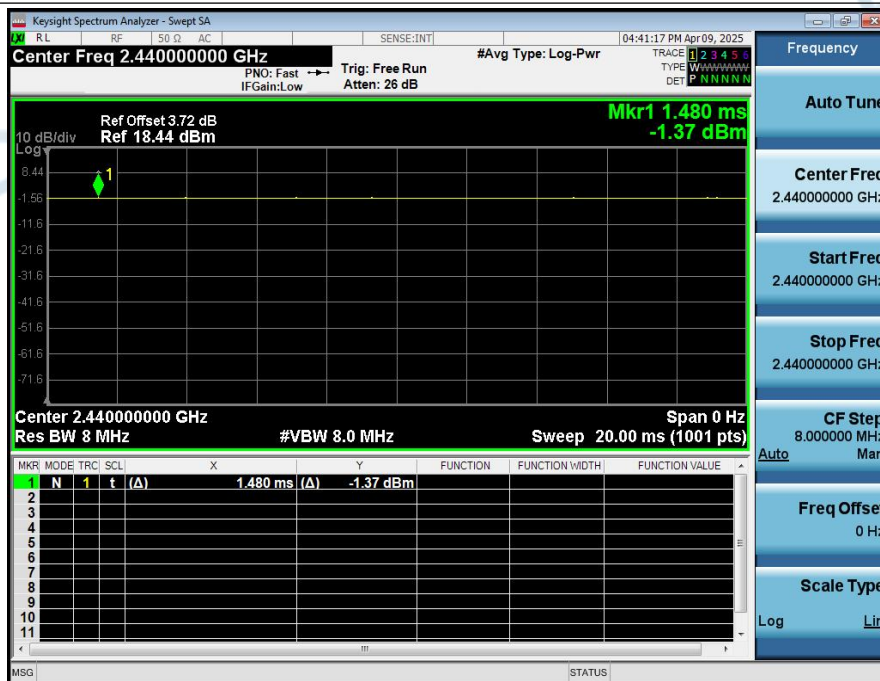 Keysight Spectrum Analyzer - Swept SA
RL RF 50 Ω AC SENSE:INT 04:41:17 PM Apr 09, 2025
Center Freq 2.440000000 GHz #Avg Type: Log-Pwr TRACE 1 2 3 4 5 6
PNO: Fast Trig: Free Run TYPE WWWWWW
IFGain:Low Atten: 26 dB DET P N N N N N
Ref Offset 3.72 dB Mkr1 1.480 ms
10 dB/div Ref 18.44 dBm -1.37 dBm
Log
8.44
1
-1.56
-11.6
-21.6
-31.6
-41.6
-51.6
-61.6
-71.6
Center 2.440000000 GHz Span 0 Hz
Res BW 8 MHz #VBW 8.0 MHz Sweep 20.00 ms (1001 pts)
MKR MODE TRC SCL X Y FUNCTION FUNCTION WIDTH FUNCTION VALUE
1 N 1 t (Δ) 1.480 ms (Δ) -1.37 dBm
2
3
4
5
6
7
8
9
10
11
MSG STATUS
Frequency
Auto Tune
Center Freq
2.440000000 GHz
Start Freq
2.440000000 GHz
Stop Freq
2.440000000 GHz
CF Step
8.000000 MHz
Auto Man
Freq Offset
0 Hz
Scale Type
Log Lin